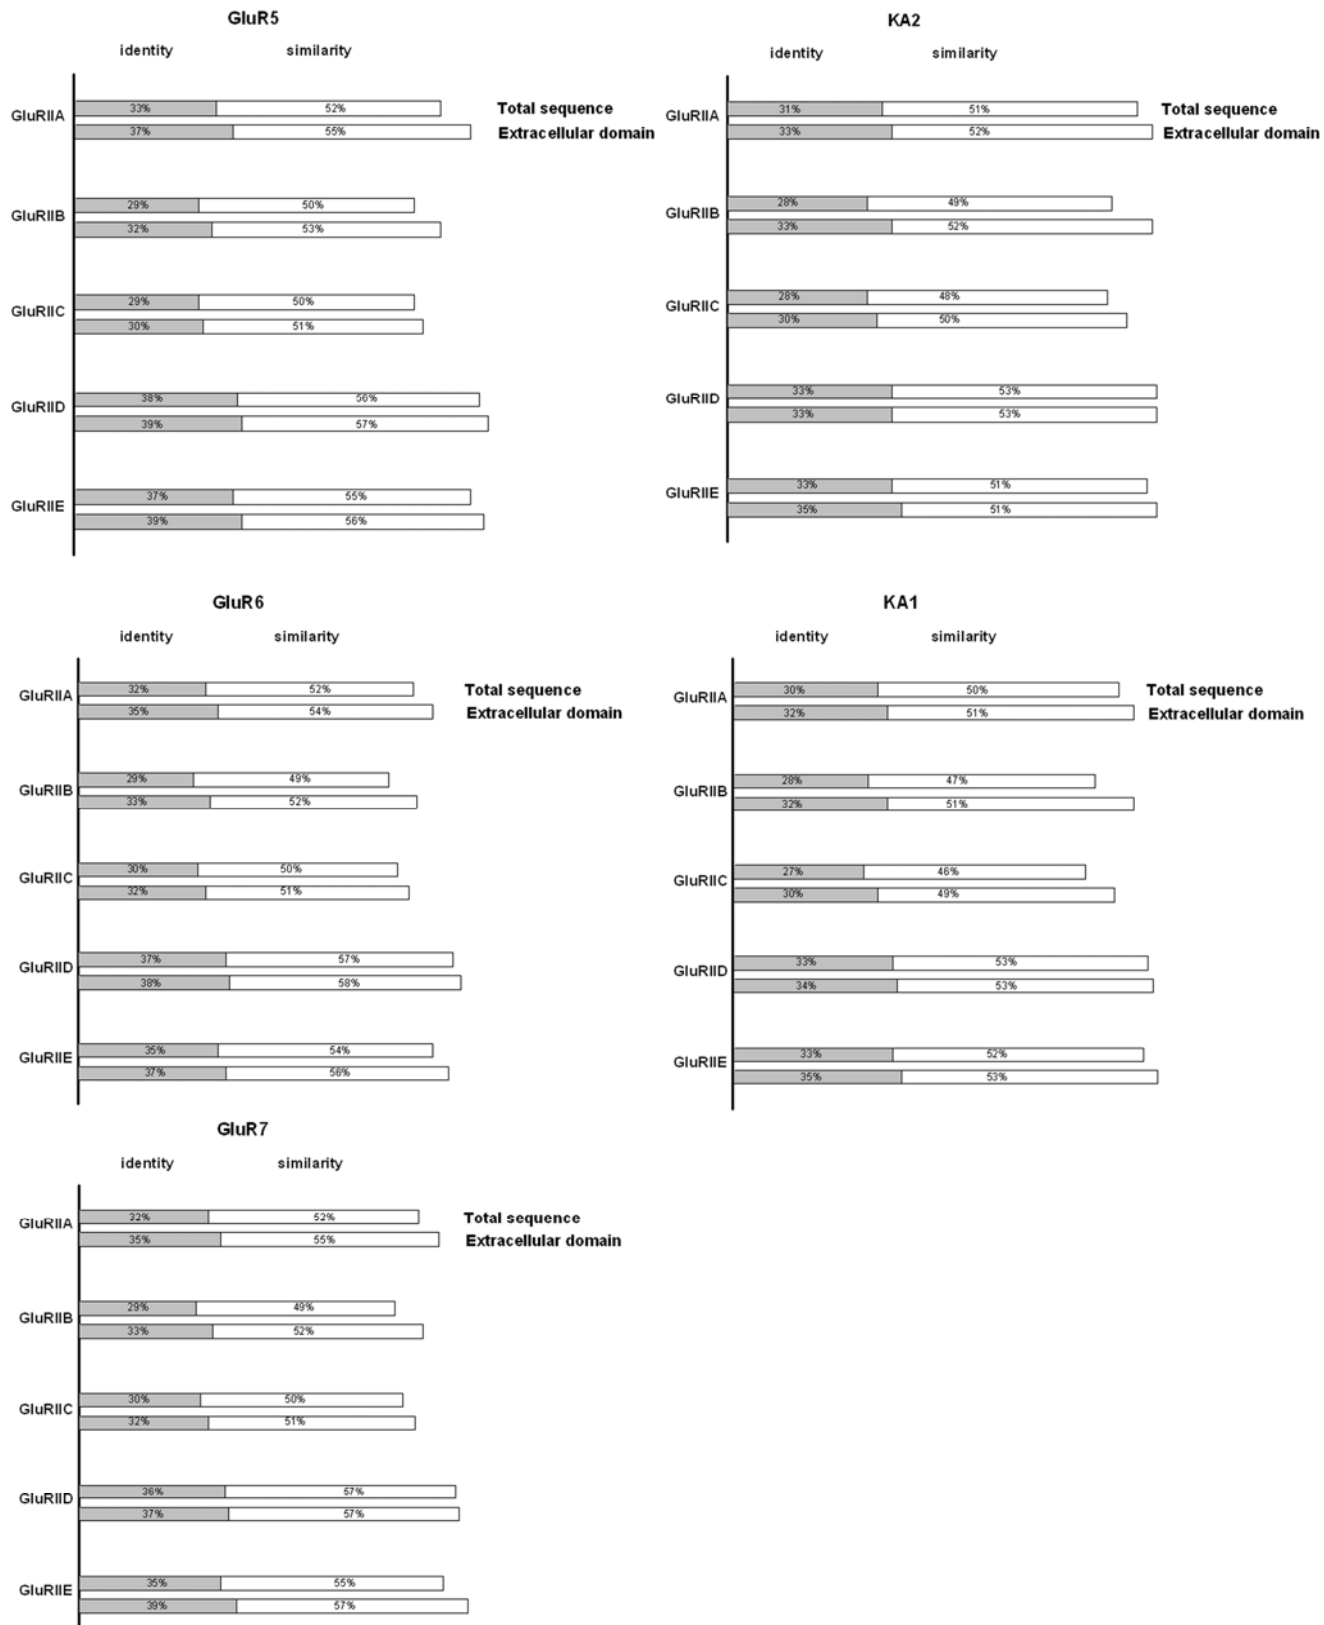 GluR5
identity similarity
GluRIIA 33% 52% Total sequence
37% 55% Extracellular domain
GluRIIB 29% 50%
32% 53%
GluRIIC 29% 50%
30% 51%
GluRIID 38% 56%
39% 57%
GluRIIE 37% 55%
39% 56%
KA2
identity similarity
GluRIIA 31% 51% Total sequence
33% 52% Extracellular domain
GluRIIB 28% 49%
33% 52%
GluRIIC 28% 48%
30% 50%
GluRIID 33% 53%
33% 53%
GluRIIE 33% 51%
35% 51%
GluR6
identity similarity
GluRIIA 32% 52% Total sequence
35% 54% Extracellular domain
GluRIIB 29% 49%
33% 52%
GluRIIC 30% 50%
32% 51%
GluRIID 37% 57%
38% 58%
GluRIIE 35% 54%
37% 56%
KA1
identity similarity
GluRIIA 30% 50% Total sequence
32% 51% Extracellular domain
GluRIIB 28% 47%
32% 51%
GluRIIC 27% 46%
30% 49%
GluRIID 33% 53%
34% 53%
GluRIIE 33% 52%
35% 53%
GluR7
identity similarity
GluRIIA 32% 52% Total sequence
35% 55% Extracellular domain
GluRIIB 29% 49%
33% 52%
GluRIIC 30% 50%
32% 51%
GluRIID 36% 57%
37% 57%
GluRIIE 35% 55%
39% 57%